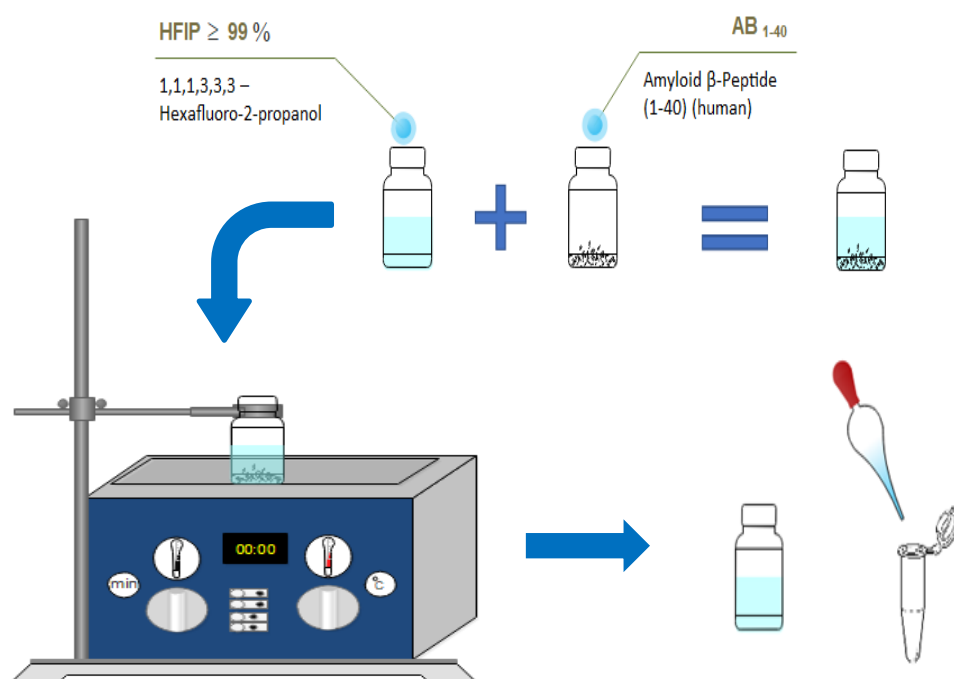 HFIP ≥ 99 %
1,1,1,3,3,3 –
Hexafluoro-2-propanol
AB 1-40
Amyloid β-Peptide
(1-40) (human)
00:00
min
°C